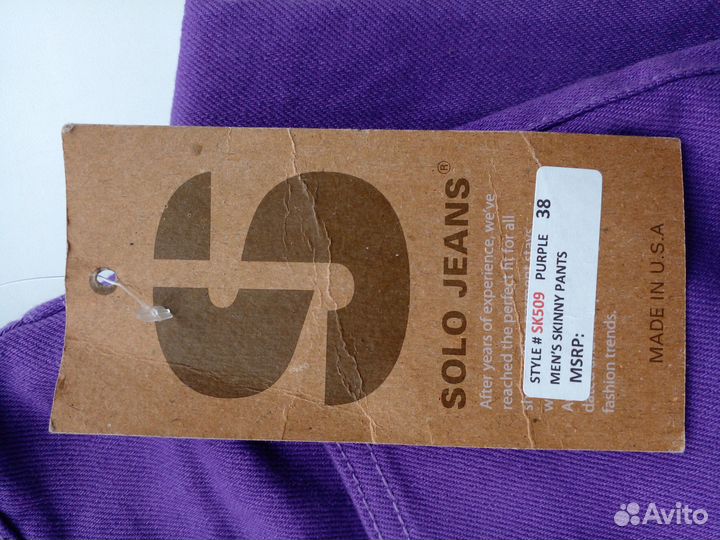 SOLO JEANS®
After years of experience, we've
reached the perfect fit for all
STYLE # SK509 PURPLE 38
MEN'S SKINNY PANTS
MSRP:
fashion trends.
MADE IN U.S.A
Avito